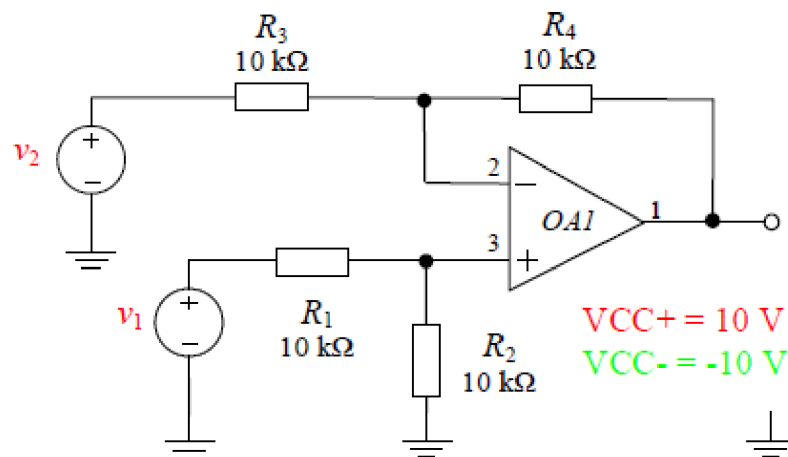 R3
10 kΩ
R4
10 kΩ
+
v2
−
2
−
OA1
1
3
+
+
v1
−
R1
10 kΩ
R2
10 kΩ
VCC+ = 10 V
VCC- = -10 V